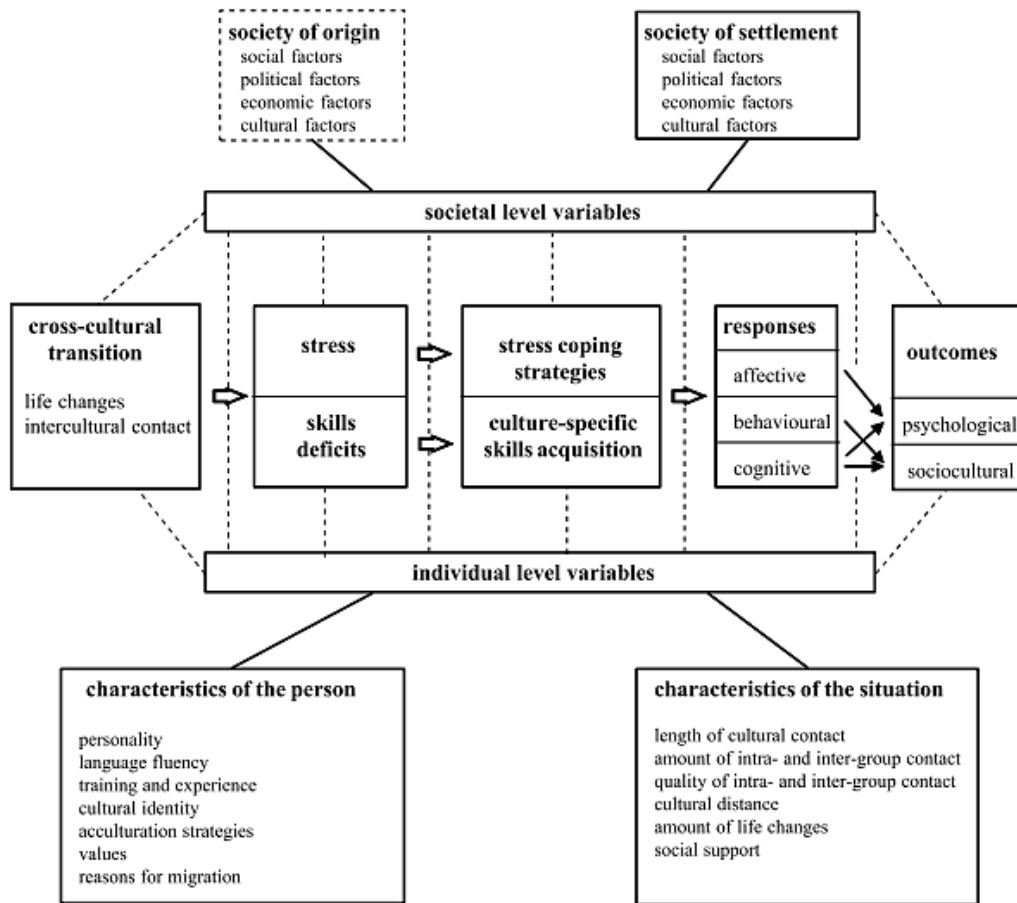 society of origin
social factors
political factors
economic factors
cultural factors
society of settlement
social factors
political factors
economic factors
cultural factors
societal level variables
cross-cultural
transition
life changes
intercultural contact
stress
skills
deficits
stress coping
strategies
culture-specific
skills acquisition
responses
affective
behavioural
cognitive
outcomes
psychological
sociocultural
individual level variables
characteristics of the person
personality
language fluency
training and experience
cultural identity
acculturation strategies
values
reasons for migration
characteristics of the situation
length of cultural contact
amount of intra- and inter-group contact
quality of intra- and inter-group contact
cultural distance
amount of life changes
social support